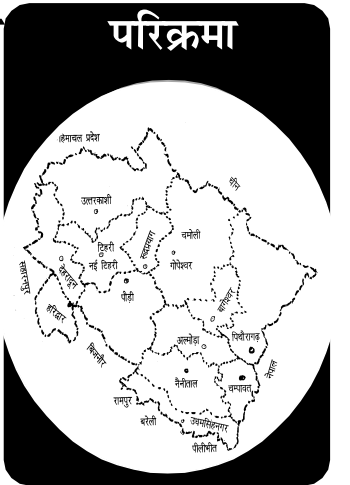 परिक्रमा
हिमाचल प्रदेश
चीन
उत्तरकाशी
टिहरी
नई टिहरी
रूद्रप्रयाग
चमोली
गोपेश्वर
देहरादून
सहारनपुर
हरिद्वार
पौड़ी
बागेश्वर
बिजनौर
अल्मोड़ा
पिथौरागढ़
नैनीताल
चम्पावत
नेपाल
रामपुर
बरेली
उधमसिंहनगर
पीलीभीत